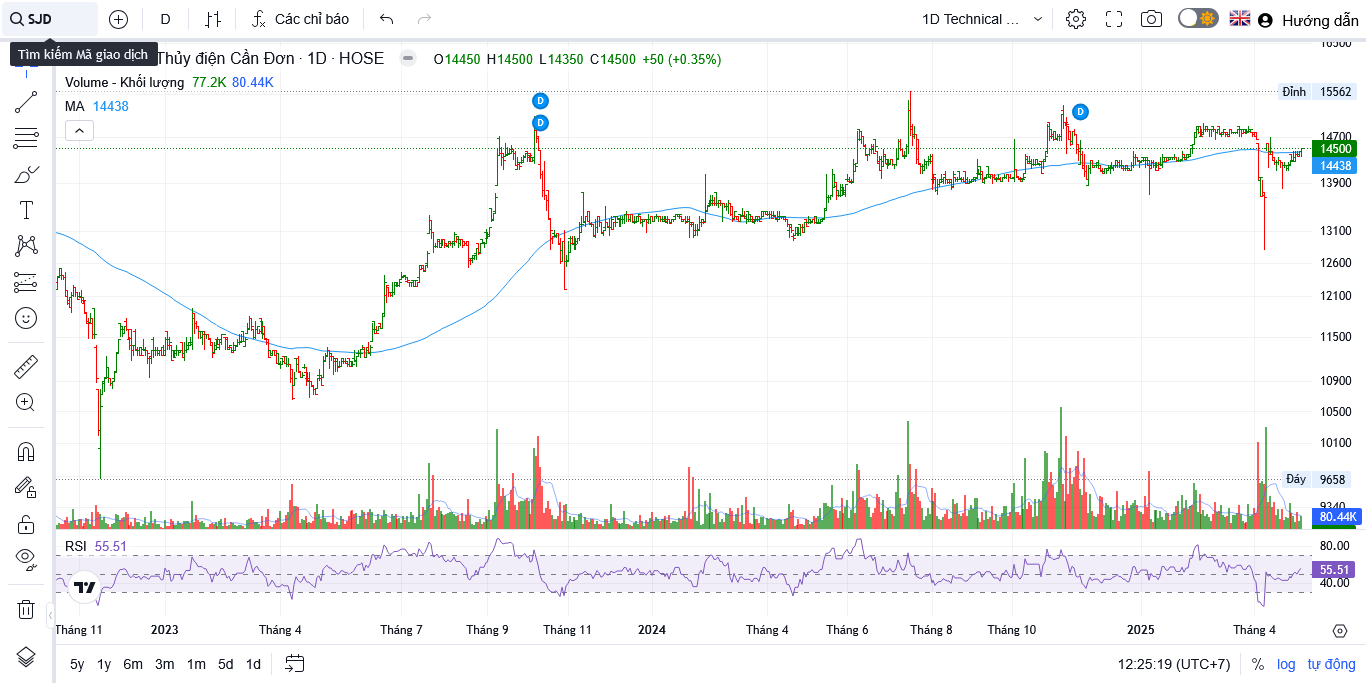 SJD
D
Các chỉ báo
1D Technical ...
Hướng dẫn
Tìm kiếm Mã giao dịch
Thủy điện Cần Đơn · 1D · HOSE
O14450 H14500 L14350 C14500 +50 (+0.35%)
Volume - Khối lượng 77.2K 80.44K
MA 14438
D
D
D
16500
Đỉnh 15562
14700
14500
14438
13900
13100
12600
12100
11500
10900
10500
10100
Đáy 9658
9340
80.44K
RSI 55.51
80.00
55.51
40.00
Tháng 11 2023 Tháng 4 Tháng 7 Tháng 9 Tháng 11 2024 Tháng 4 Tháng 6 Tháng 8 Tháng 10 2025 Tháng 4
5y 1y 6m 3m 1m 5d 1d
12:25:19 (UTC+7) % log tự động